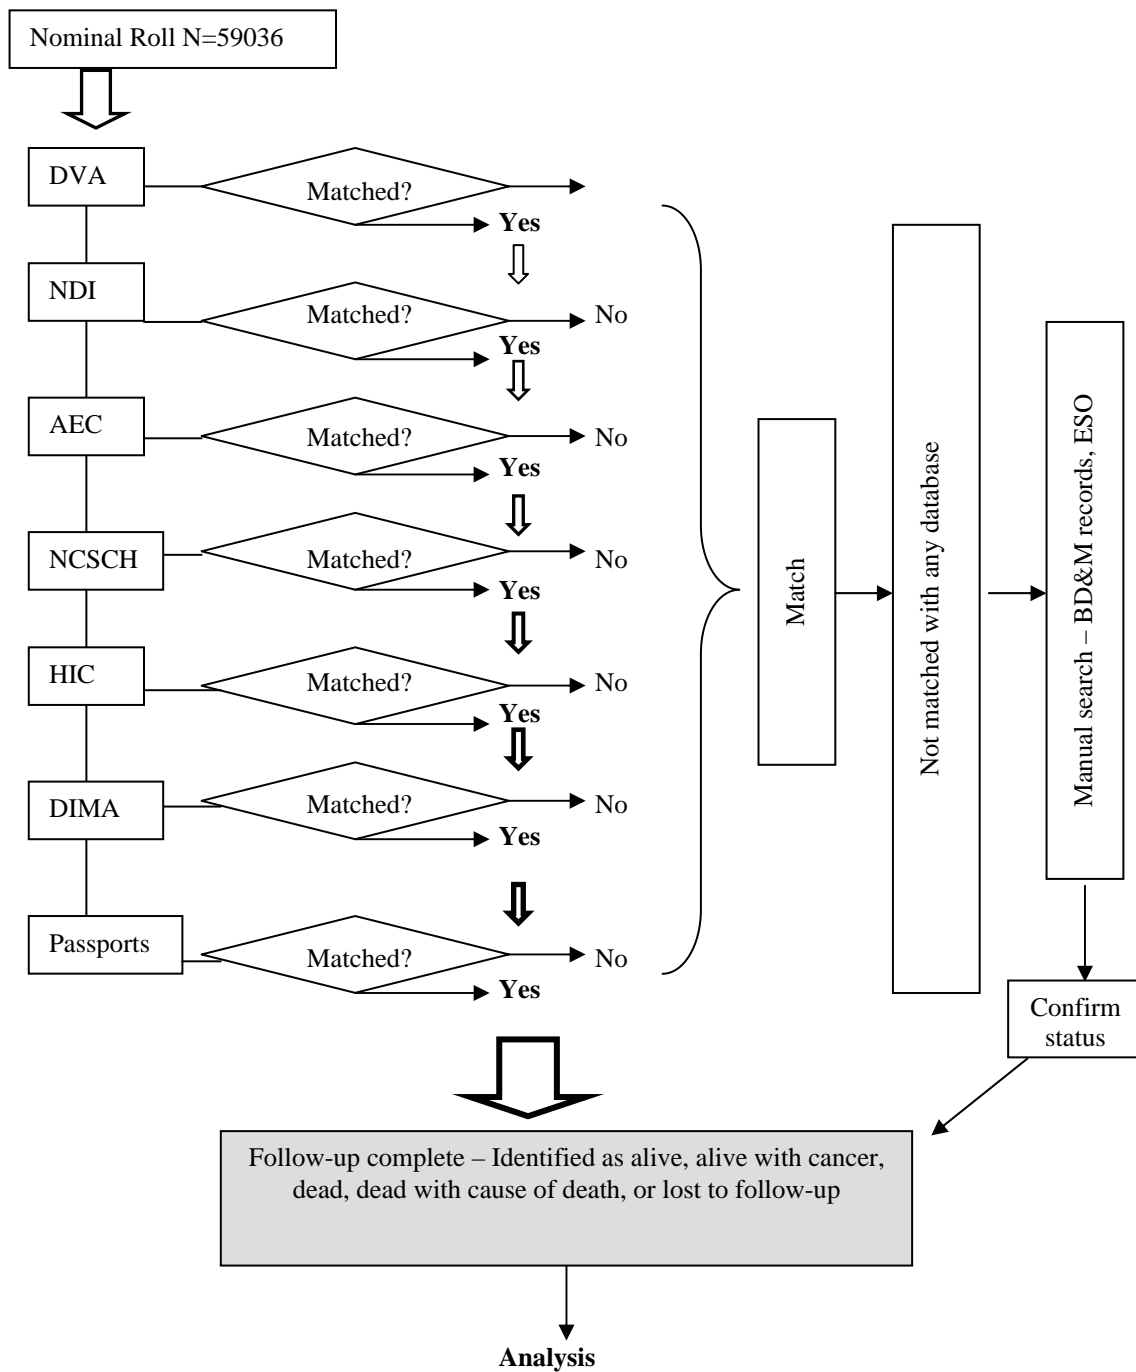 Nominal Roll N=59036
DVA
Matched?
Yes
NDI
Matched?
No
Yes
AEC
Matched?
No
Yes
NCSCH
Matched?
No
Yes
HIC
Matched?
No
Yes
DIMA
Matched?
No
Yes
Passports
Matched?
No
Yes
Match
Not matched with any database
Manual search – BD&M records, ESO
Confirm
status
Follow-up complete – Identified as alive, alive with cancer,
dead, dead with cause of death, or lost to follow-up
Analysis